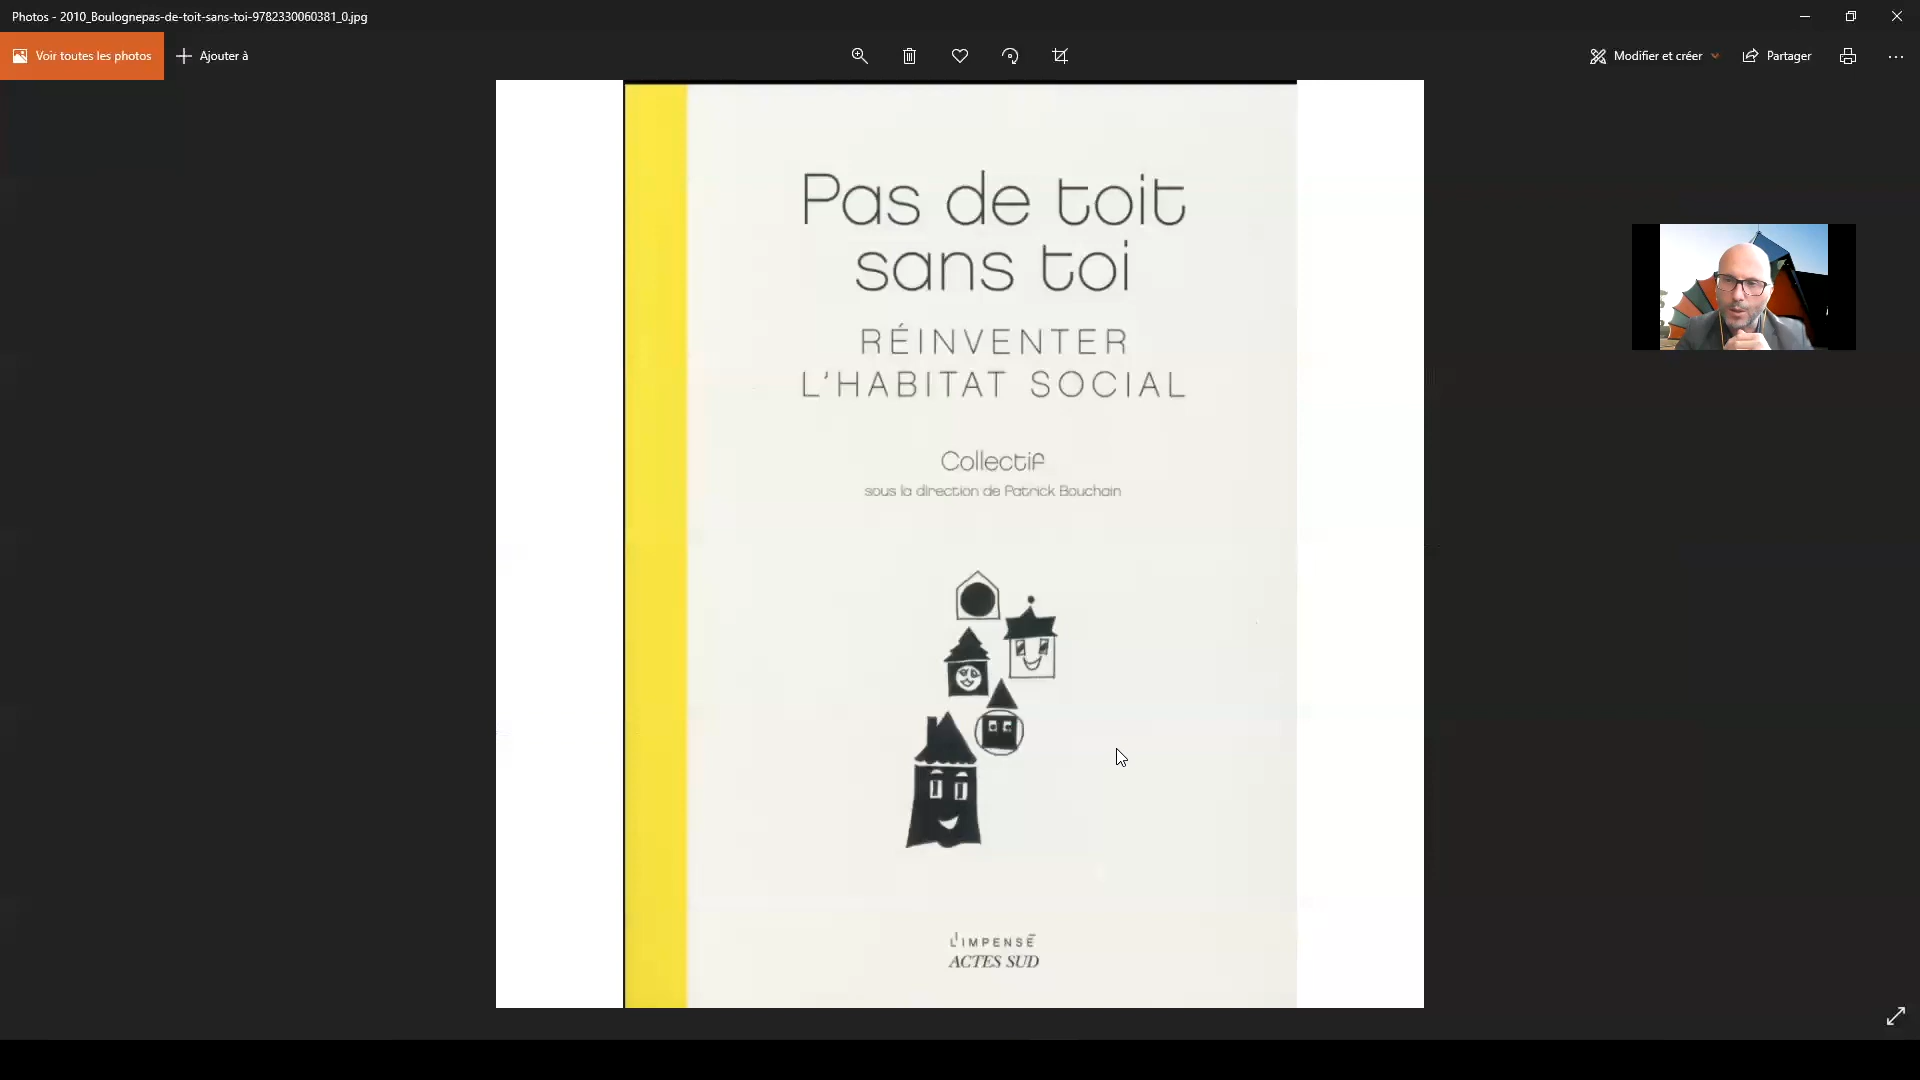 Photos - 2010_Boulognepas-de-toit-sans-toi-9782330060381_0.jpg
Voir toutes les photos
Ajouter à
Modifier et créer
Partager
Pas de toit
sans toi
RÉINVENTER
L'HABITAT SOCIAL
Collectif
sous la direction de Patrick Bouchain
L'IMPENSÉ
ACTES SUD